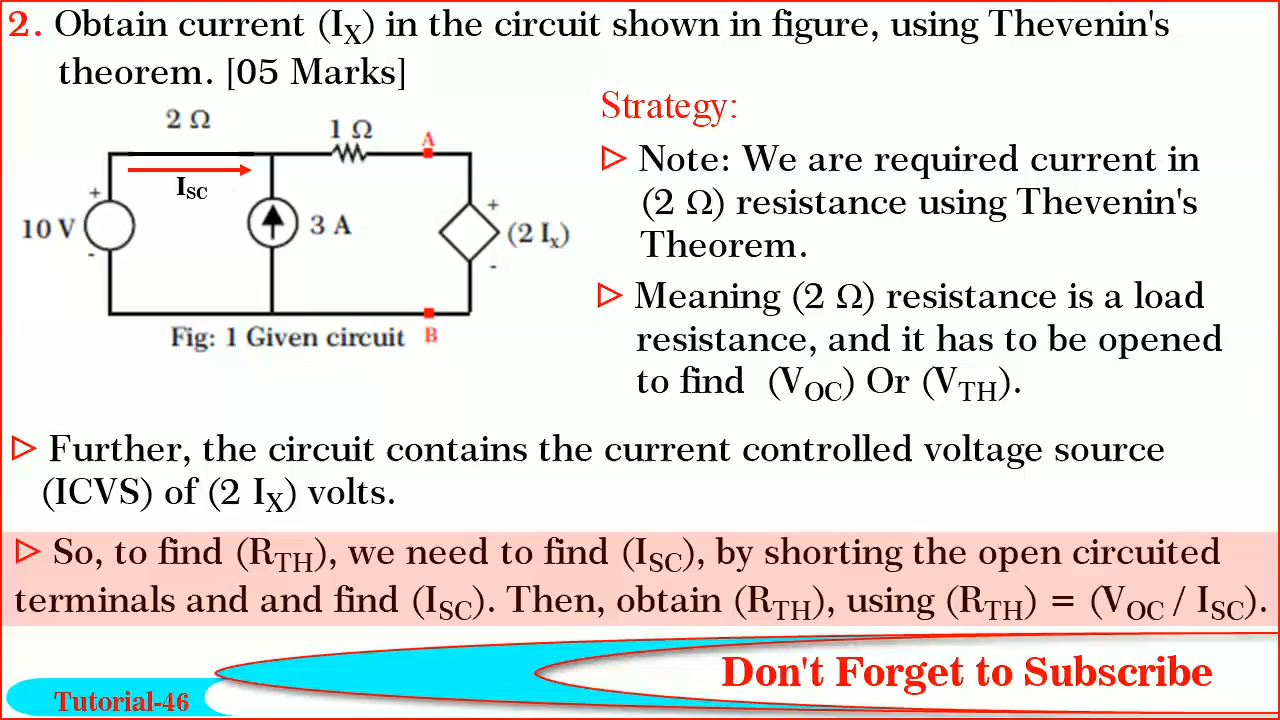 2. Obtain current (IX) in the circuit shown in figure, using Thevenin's
theorem. [05 Marks]
Strategy:
2 Ω
1 Ω
A
ISC
+
10 V
-
3 A
+
(2 Ix)
-
Fig: 1 Given circuit
B
▷ Note: We are required current in
(2 Ω) resistance using Thevenin's
Theorem.
▷ Meaning (2 Ω) resistance is a load
resistance, and it has to be opened
to find (VOC) Or (VTH).
▷ Further, the circuit contains the current controlled voltage source
(ICVS) of (2 IX) volts.
▷ So, to find (RTH), we need to find (ISC), by shorting the open circuited
terminals and and find (ISC). Then, obtain (RTH), using (RTH) = (VOC / ISC).
Don't Forget to Subscribe
Tutorial-46